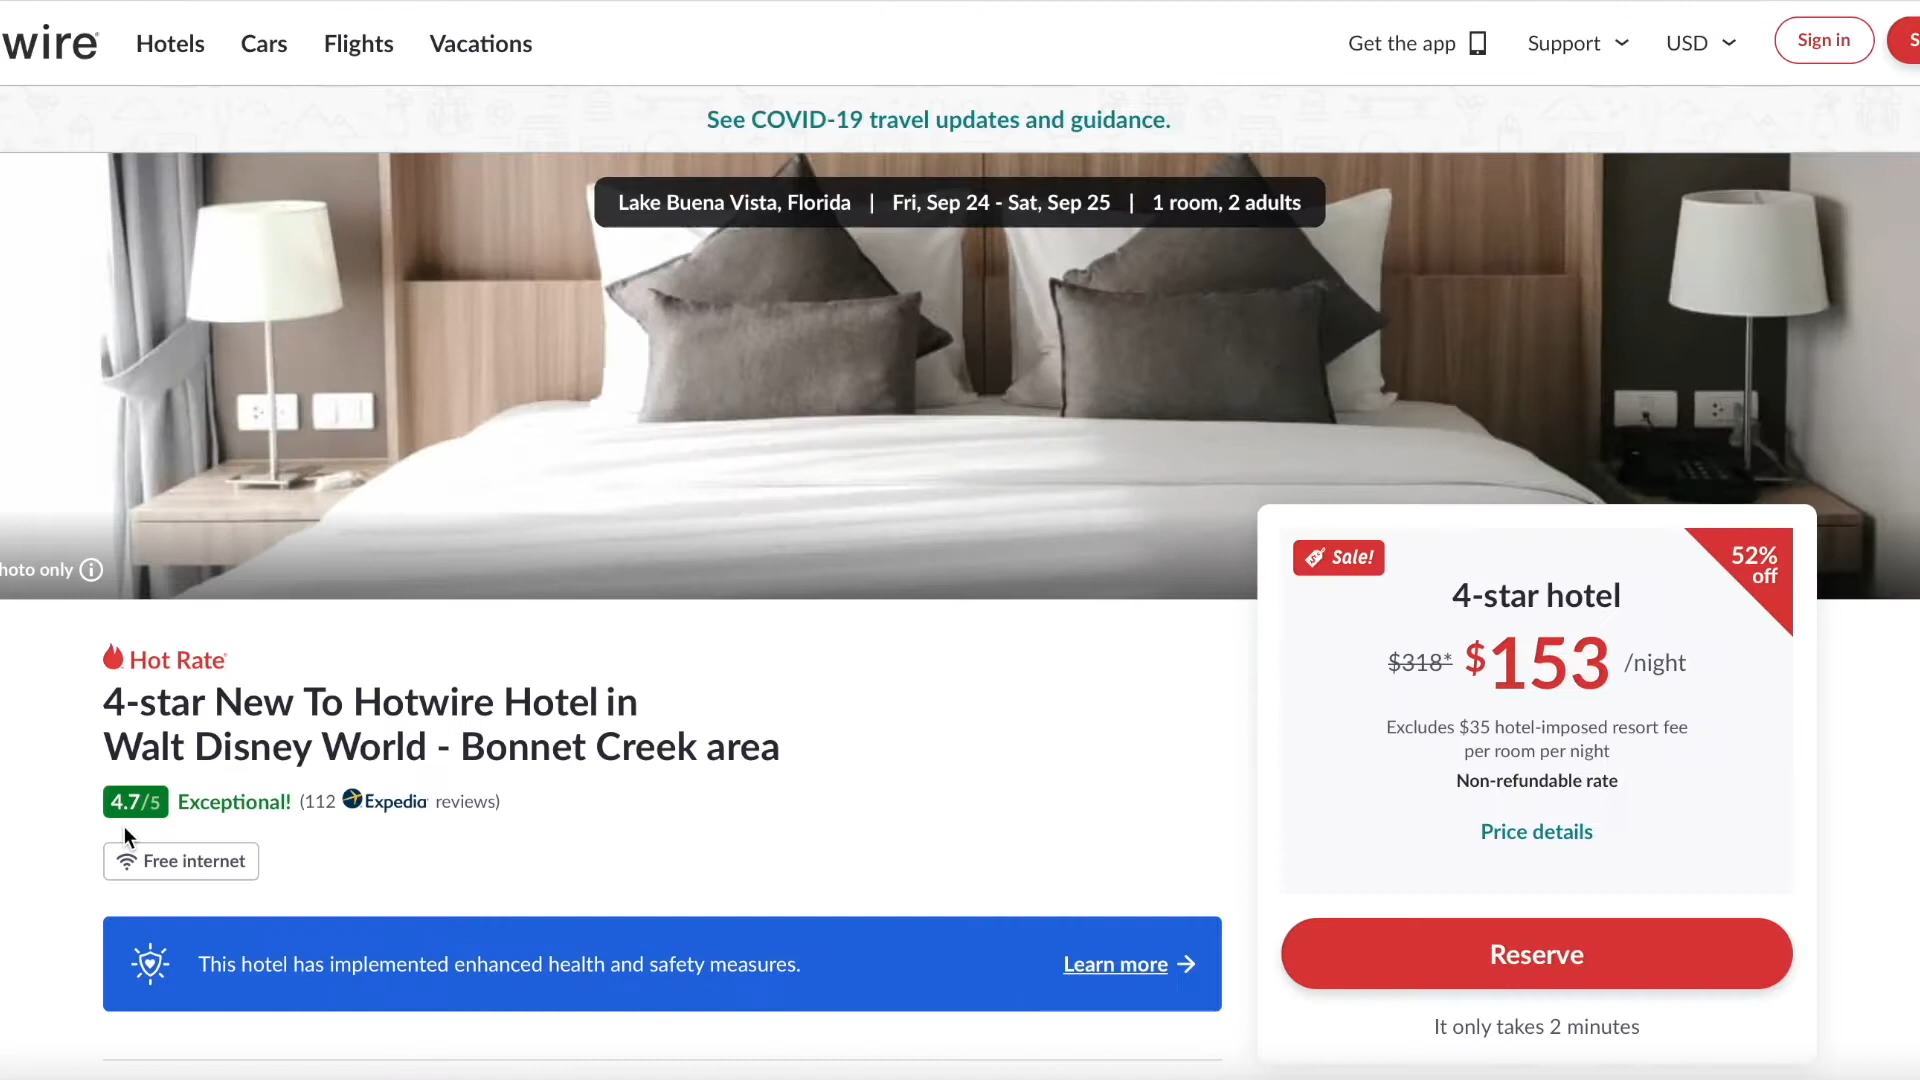 wire
Hotels Cars Flights Vacations
Get the app Support USD Sign in S
See COVID-19 travel updates and guidance.
Lake Buena Vista, Florida | Fri, Sep 24 - Sat, Sep 25 | 1 room, 2 adults
hoto only
Sale!
52%
off
4-star hotel
$318* $153 /night
Excludes $35 hotel-imposed resort fee
per room per night
Non-refundable rate
Price details
Reserve
It only takes 2 minutes
Hot Rate®
4-star New To Hotwire Hotel in
Walt Disney World - Bonnet Creek area
4.7/5 Exceptional! (112 Expedia reviews)
Free internet
This hotel has implemented enhanced health and safety measures. Learn more →